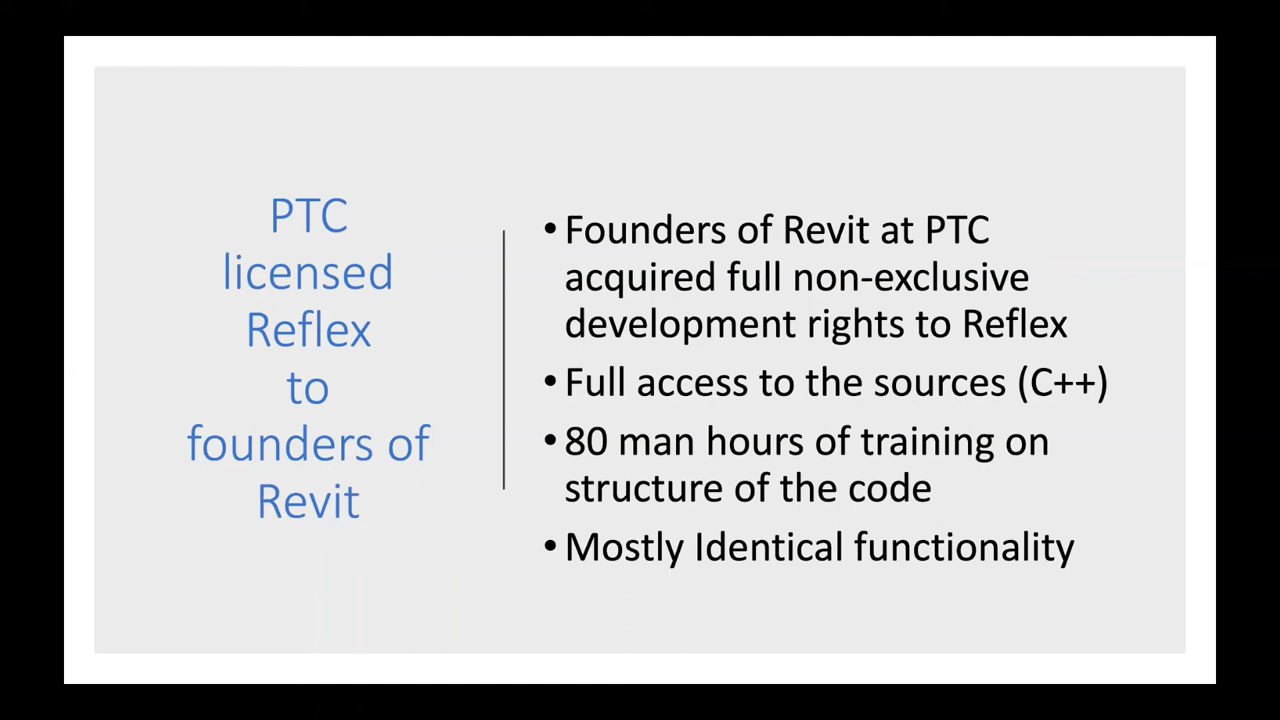 PTC
licensed
Reflex
to
founders of
Revit
• Founders of Revit at PTC
acquired full non-exclusive
development rights to Reflex
• Full access to the sources (C++)
• 80 man hours of training on
structure of the code
• Mostly Identical functionality